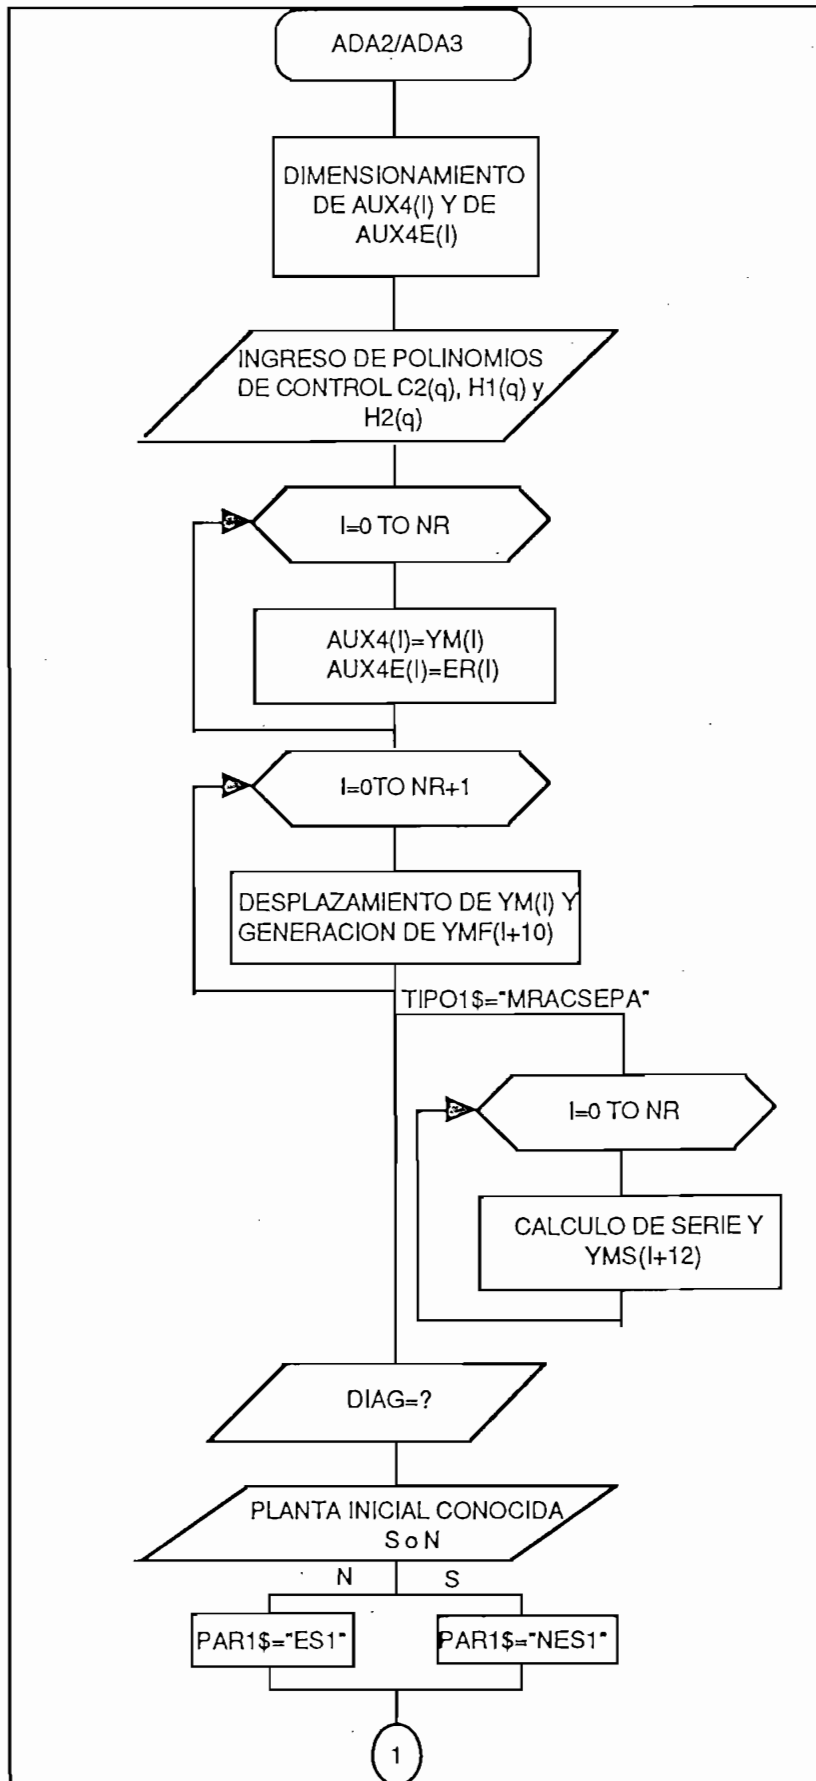 ADA2/ADA3
DIMENSIONAMIENTO
DE AUX4(I) Y DE
AUX4E(I)
INGRESO DE POLINOMIOS
DE CONTROL C2(q), H1(q) y
H2(q)
I=0 TO NR
AUX4(I)=YM(I)
AUX4E(I)=ER(I)
I=0TO NR+1
DESPLAZAMIENTO DE YM(I) Y
GENERACION DE YMF(I+10)
TIPO1$="MRACSEPA"
I=0 TO NR
CALCULO DE SERIE Y
YMS(I+12)
DIAG=?
PLANTA INICIAL CONOCIDA
S o N
N S
PAR1$="ES1" PAR1$="NES1"
1